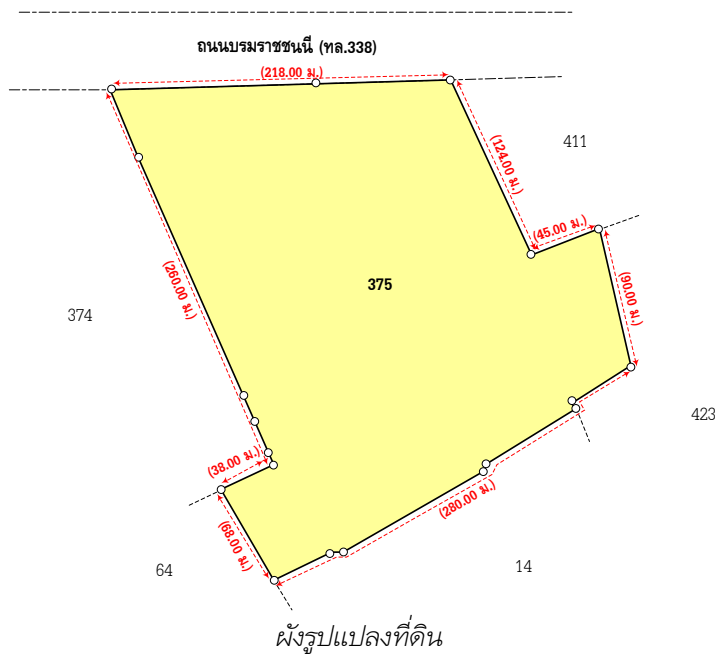 ถนนบรมราชชนนี (ทล.338)
(218.00 ม.)
411
(124.00 ม.)
(45.00 ม.)
(260.00 ม.)
375
(90.00 ม.)
374
423
(38.00 ม.)
(280.00 ม.)
(68.00 ม.)
64
14
ผังรูปแปลงที่ดิน